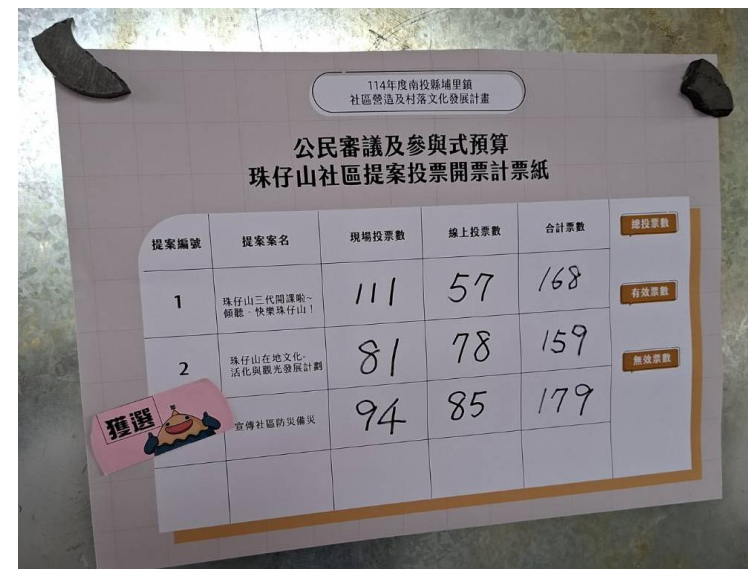 114年度南投縣埔里鎮
社區營造及村落文化發展計畫
公民審議及參與式預算
珠仔山社區提案投票開票計票紙
提案編號 提案案名 現場投票數 線上投票數 合計票數 總投票數
1 珠仔山三代開課啦~
傾聽、快樂珠仔山! 111 57 168 有效票數
2 珠仔山在地文化-
活化與觀光發展計劃 81 78 159 無效票數
獲選 宣傳社區防災備災 94 85 179